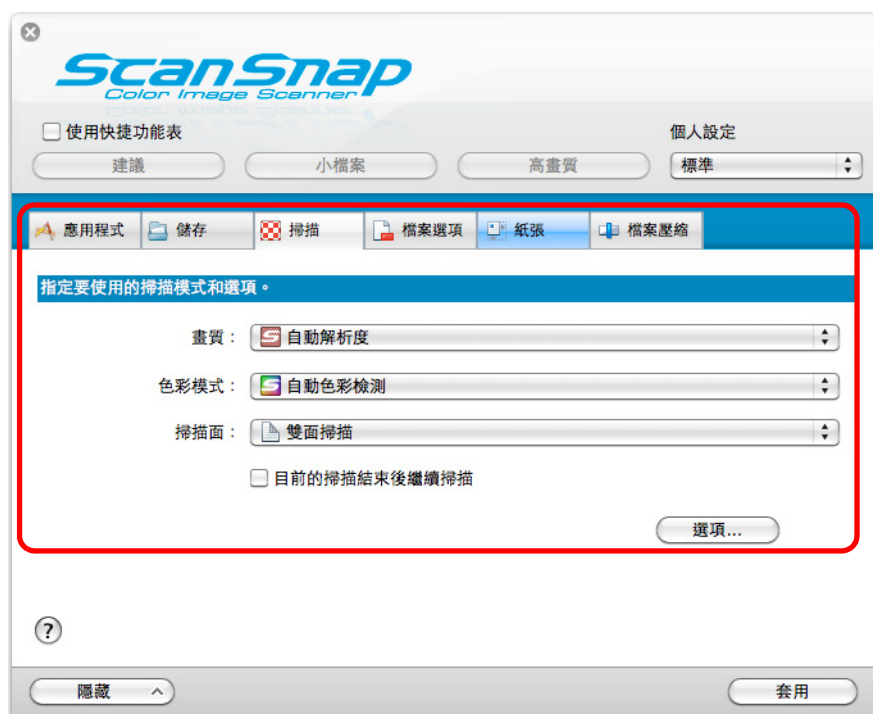 ScanSnap
Color Image Scanner
使用快捷功能表
個人設定
建議
小檔案
高畫質
標準
應用程式
儲存
掃描
檔案選項
紙張
檔案壓縮
指定要使用的掃描模式和選項。
畫質： 自動解析度
色彩模式： 自動色彩檢測
掃描面： 雙面掃描
目前的掃描結束後繼續掃描
選項...
?
隱藏
套用